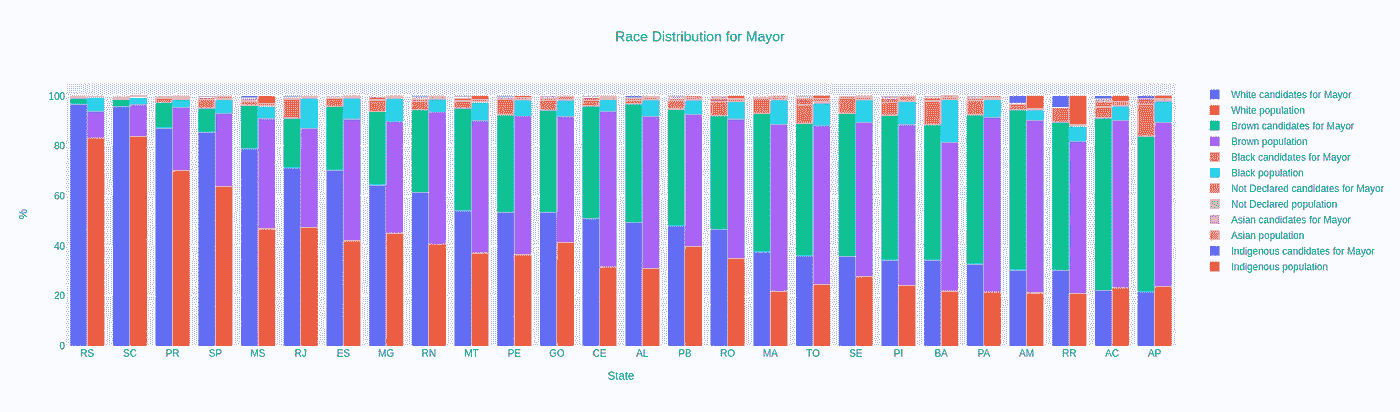 Race Distribution for Mayor
100
80
60
40
20
0
%
RS SC PR SP MS RJ ES MG RN MT PE GO CE AL PB RO MA TO SE PI BA PA AM RR AC AP
State
White candidates for Mayor
White population
Brown candidates for Mayor
Brown population
Black candidates for Mayor
Black population
Not Declared candidates for Mayor
Not Declared population
Asian candidates for Mayor
Asian population
Indigenous candidates for Mayor
Indigenous population